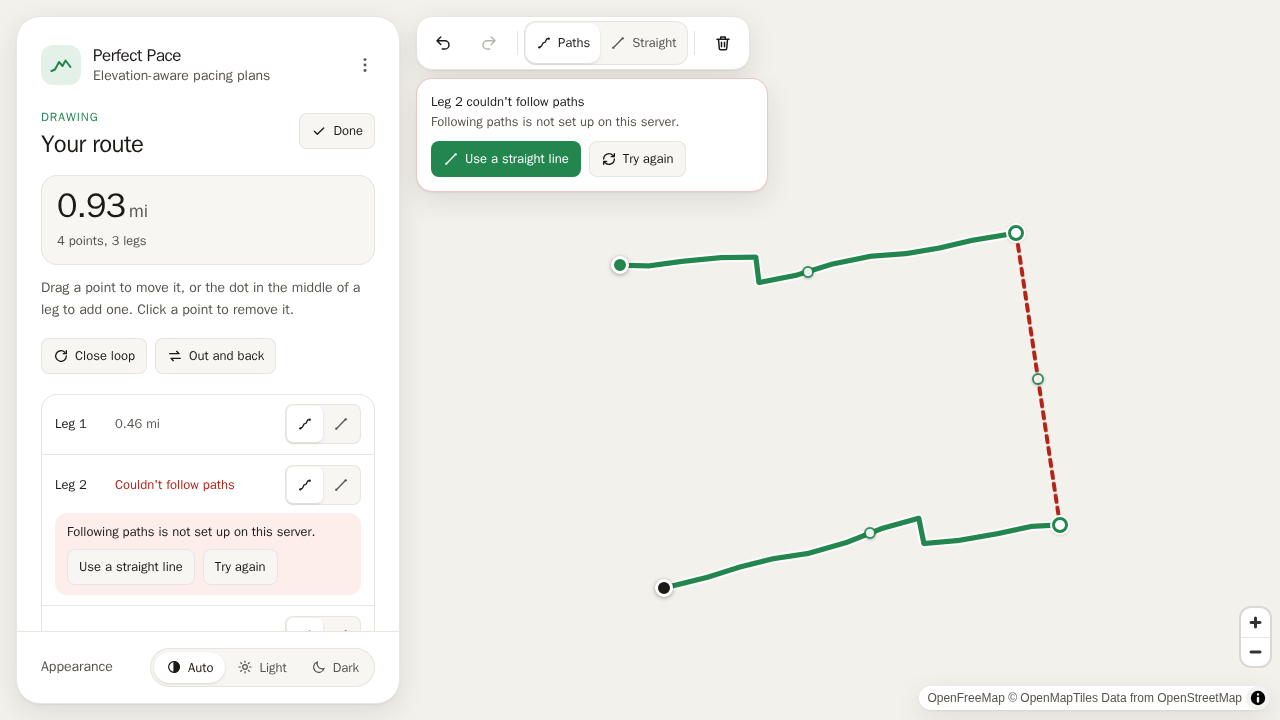 Perfect Pace
Elevation-aware pacing plans
DRAWING
Your route
Done
0.93 mi
4 points, 3 legs
Drag a point to move it, or the dot in the middle of a
leg to add one. Click a point to remove it.
Close loop
Out and back
Leg 1
0.46 mi
Leg 2
Couldn't follow paths
Following paths is not set up on this server.
Use a straight line
Try again
Appearance
Auto
Light
Dark
Paths
Straight
Leg 2 couldn't follow paths
Following paths is not set up on this server.
Use a straight line
Try again
OpenFreeMap © OpenMapTiles Data from OpenStreetMap